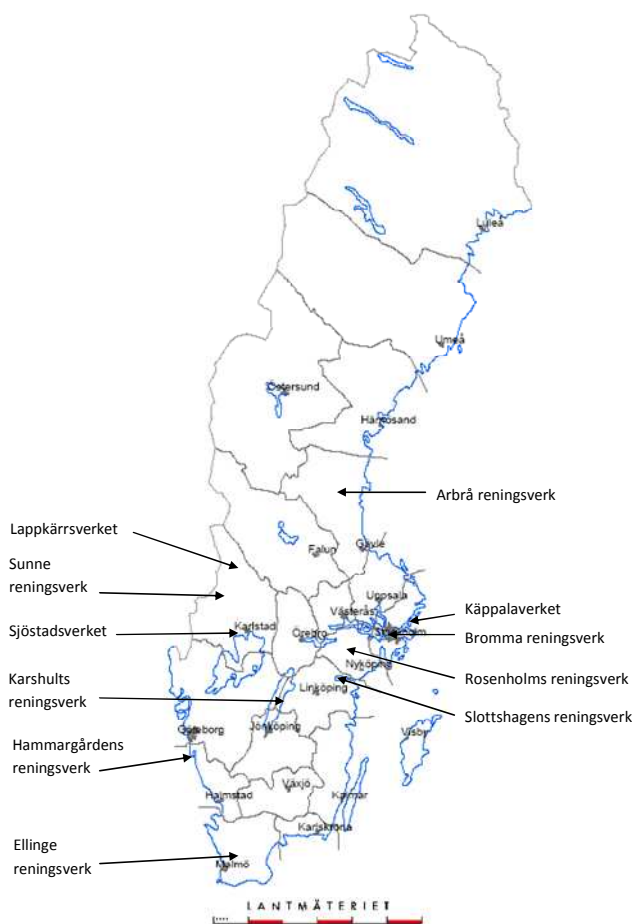 Luleå
Umeå
Östersund
Härnösand
Arbrå reningsverk
Lappkärrsverket
Falun
Gävle
Sunne
reningsverk
Uppsala
Käppalaverket
Västerås
Sjöstadsverket
Karlstad
Örebro
Stockholm
Bromma reningsverk
Nyköping
Rosenholms reningsverk
Karshults
reningsverk
Linköping
Slottshagens reningsverk
Göteborg
Jönköping
Visby
Hammargårdens
reningsverk
Halmstad
Växjö
Kalmar
Karlskrona
Ellinge
reningsverk
Malmö
LANTMÄTERIET